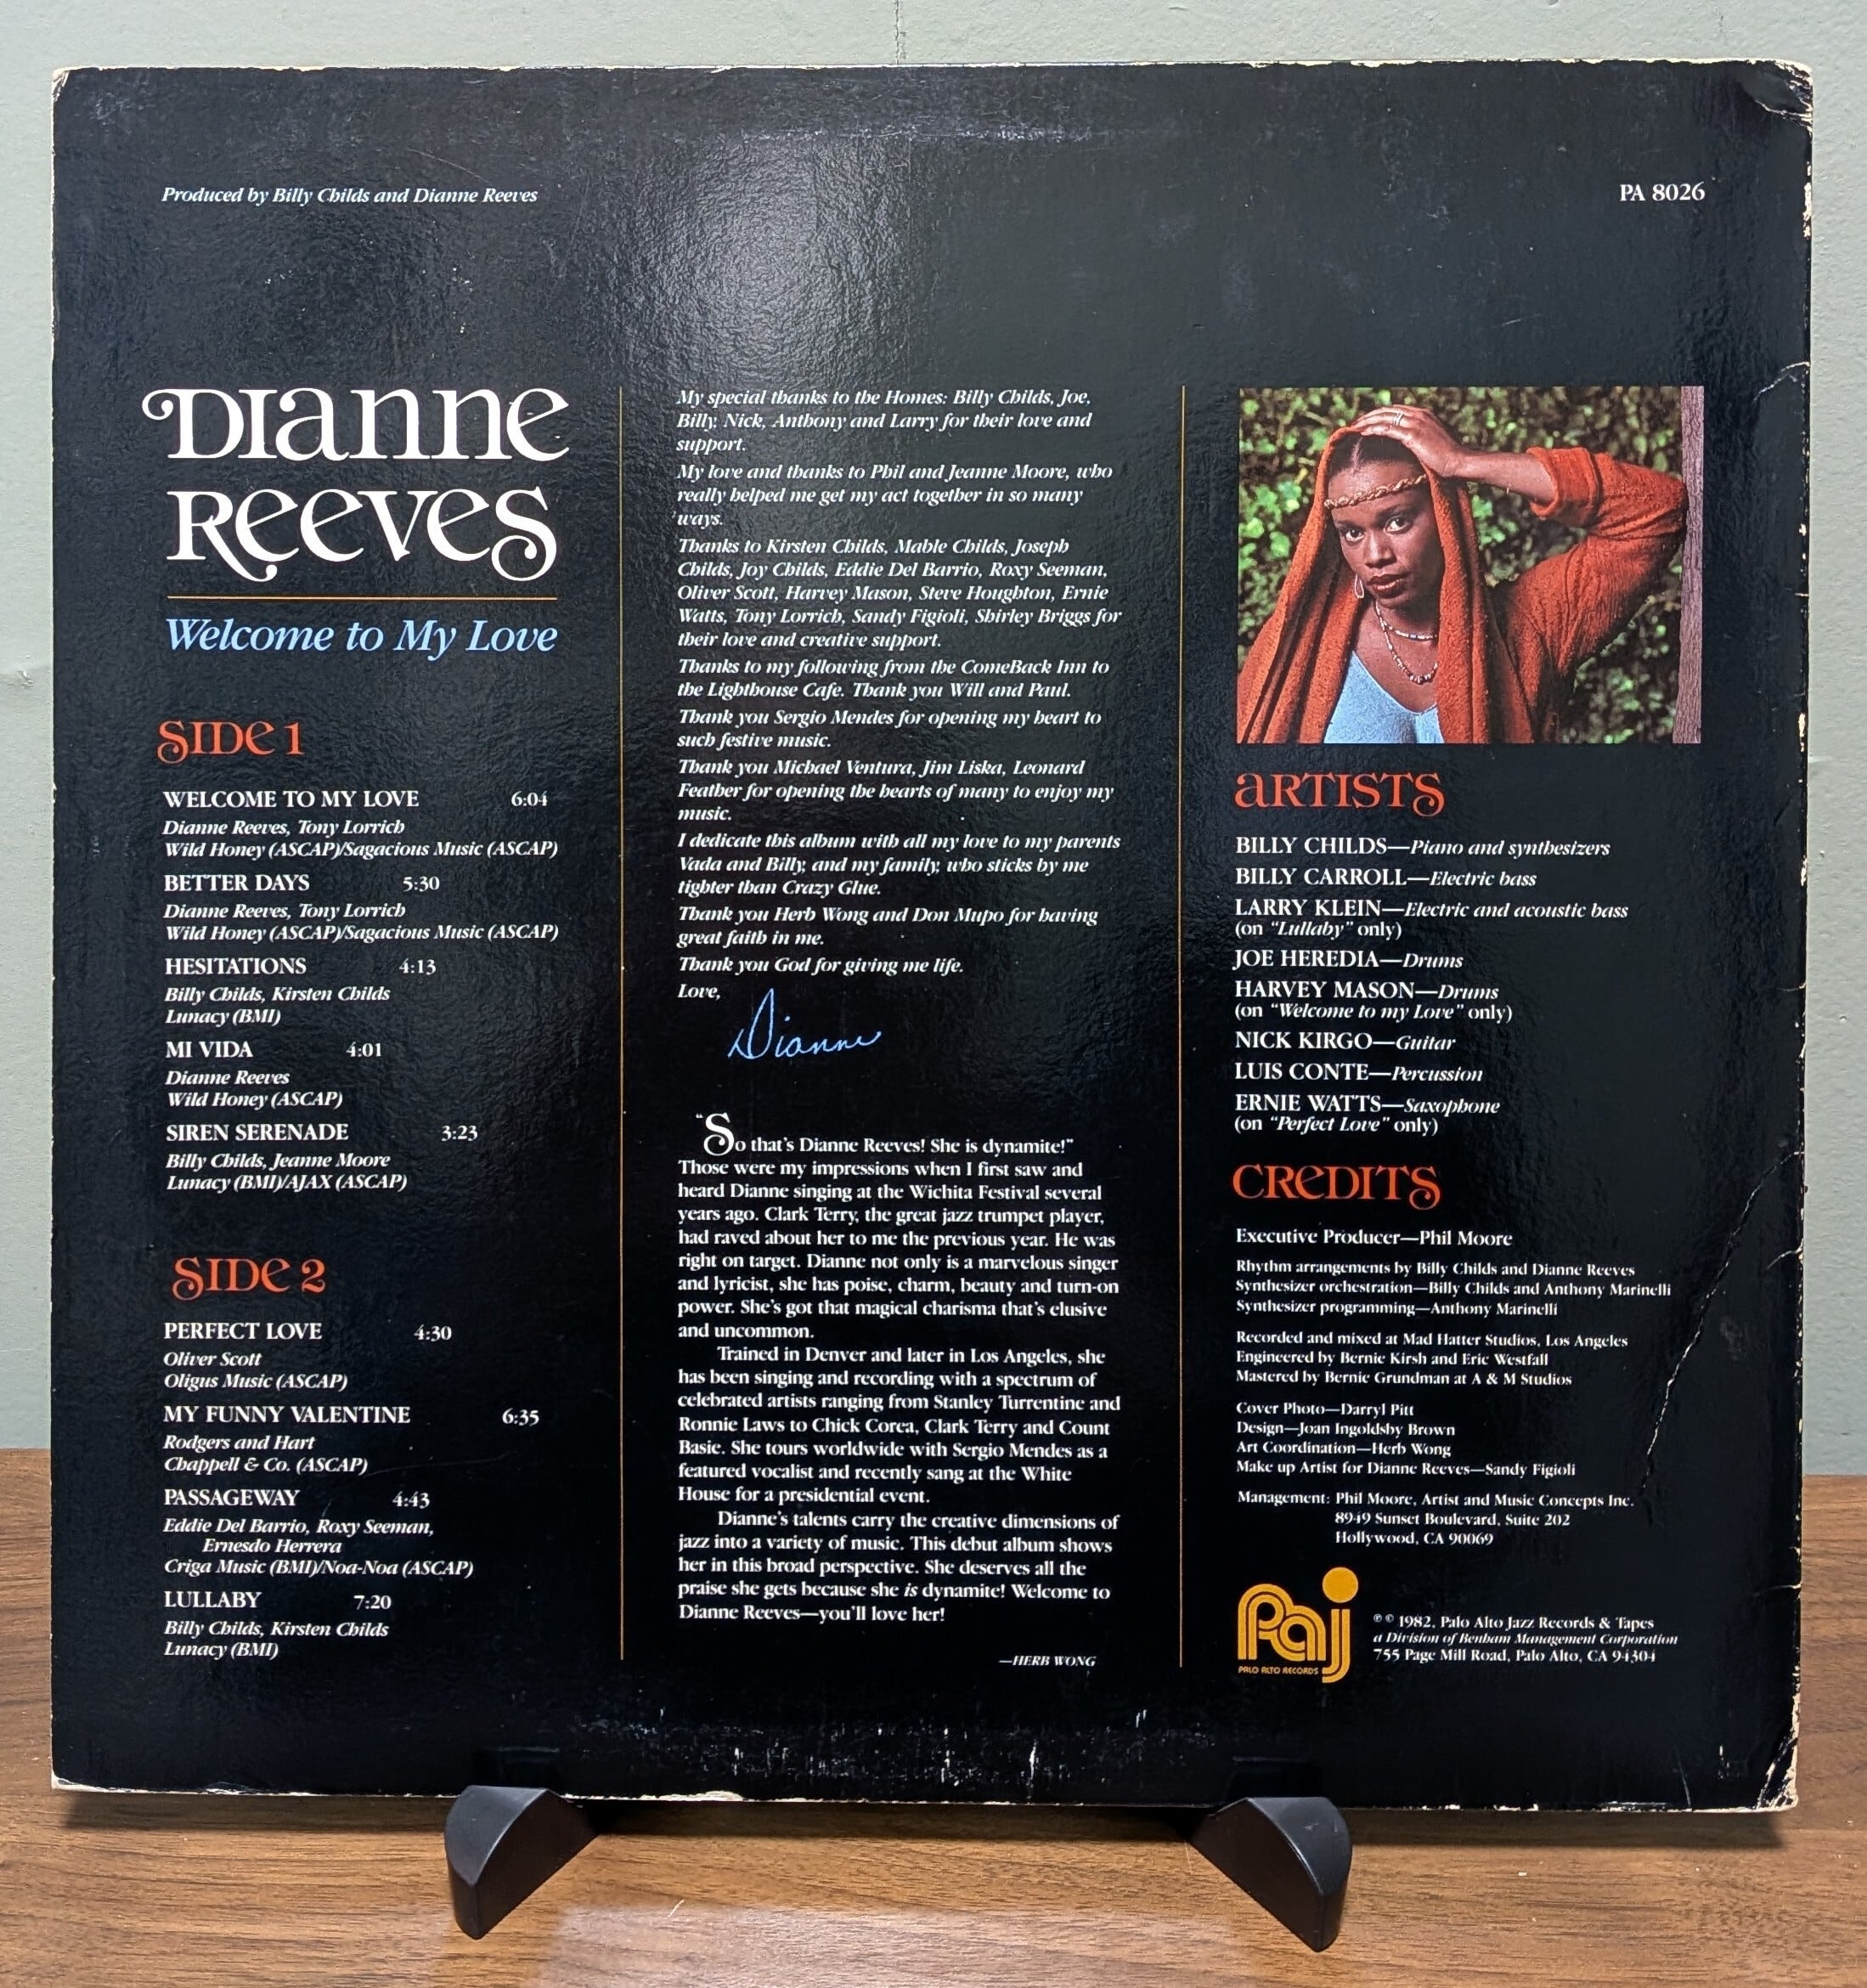 Produced by Billy Childs and Dianne Reeves
PA 8026
Dianne
Reeves
Welcome to My Love
SIDE 1
WELCOME TO MY LOVE 6:04
Dianne Reeves, Tony Lorrich
Wild Honey (ASCAP)/Sagacious Music (ASCAP)
BETTER DAYS 5:30
Dianne Reeves, Tony Lorrich
Wild Honey (ASCAP)/Sagacious Music (ASCAP)
HESITATIONS 4:13
Billy Childs, Kirsten Childs
Lunacy (BMI)
MI VIDA 4:01
Dianne Reeves
Wild Honey (ASCAP)
SIREN SERENADE 3:23
Billy Childs, Jeanne Moore
Lunacy (BMI)/AJAX (ASCAP)
SIDE 2
PERFECT LOVE 4:30
Oliver Scott
Oligus Music (ASCAP)
MY FUNNY VALENTINE 6:35
Rodgers and Hart
Chappell & Co. (ASCAP)
PASSAGEWAY 4:43
Eddie Del Barrio, Roxy Seeman,
Ernesdo Herrera
Criga Music (BMI)/Noa-Noa (ASCAP)
LULLABY 7:20
Billy Childs, Kirsten Childs
Lunacy (BMI)
My special thanks to the Homes: Billy Childs, Joe,
Billy, Nick, Anthony and Larry for their love and
support.
My love and thanks to Phil and Jeanne Moore, who
really helped me get my act together in so many
ways.
Thanks to Kirsten Childs, Mable Childs, Joseph
Childs, Joy Childs, Eddie Del Barrio, Roxy Seeman,
Oliver Scott, Harvey Mason, Steve Houghton, Ernie
Watts, Tony Lorrich, Sandy Figioli, Shirley Briggs for
their love and creative support.
Thanks to my following from the ComeBack Inn to
the Lighthouse Cafe. Thank you Will and Paul.
Thank you Sergio Mendes for opening my heart to
such festive music.
Thank you Michael Ventura, Jim Liska, Leonard
Feather for opening the hearts of many to enjoy my
music.
I dedicate this album with all my love to my parents
Vada and Billy, and my family, who sticks by me
tighter than Crazy Glue.
Thank you Herb Wong and Don Mupo for having
great faith in me.
Thank you God for giving me life.
Love,
Dianne
"So that's Dianne Reeves! She is dynamite!"
Those were my impressions when I first saw and
heard Dianne singing at the Wichita Festival several
years ago. Clark Terry, the great jazz trumpet player,
had raved about her to me the previous year. He was
right on target. Dianne not only is a marvelous singer
and lyricist, she has poise, charm, beauty and turn-on
power. She's got that magical charisma that's elusive
and uncommon.
Trained in Denver and later in Los Angeles, she
has been singing and recording with a spectrum of
celebrated artists ranging from Stanley Turrentine and
Ronnie Laws to Chick Corea, Clark Terry and Count
Basie. She tours worldwide with Sergio Mendes as a
featured vocalist and recently sang at the White
House for a presidential event.
Dianne's talents carry the creative dimensions of
jazz into a variety of music. This debut album shows
her in this broad perspective. She deserves all the
praise she gets because she is dynamite! Welcome to
Dianne Reeves—you'll love her!
—HERB WONG
ARTISTS
BILLY CHILDS—Piano and synthesizers
BILLY CARROLL—Electric bass
LARRY KLEIN—Electric and acoustic bass
(on "Lullaby" only)
JOE HEREDIA—Drums
HARVEY MASON—Drums
(on "Welcome to my Love" only)
NICK KIRGO—Guitar
LUIS CONTE—Percussion
ERNIE WATTS—Saxophone
(on "Perfect Love" only)
CREDITS
Executive Producer—Phil Moore
Rhythm arrangements by Billy Childs and Dianne Reeves
Synthesizer orchestration—Billy Childs and Anthony Marinelli
Synthesizer programming—Anthony Marinelli
Recorded and mixed at Mad Hatter Studios, Los Angeles
Engineered by Bernie Kirsh and Eric Westfall
Mastered by Bernie Grundman at A & M Studios
Cover Photo—Darryl Pitt
Design—Joan Ingoldsby Brown
Art Coordination—Herb Wong
Make up Artist for Dianne Reeves—Sandy Figioli
Management: Phil Moore, Artist and Music Concepts Inc.
8949 Sunset Boulevard, Suite 202
Hollywood, CA 90069
Paj
PALO ALTO RECORDS
℗ © 1982, Palo Alto Jazz Records & Tapes
a Division of Benham Management Corporation
755 Page Mill Road, Palo Alto, CA 94304